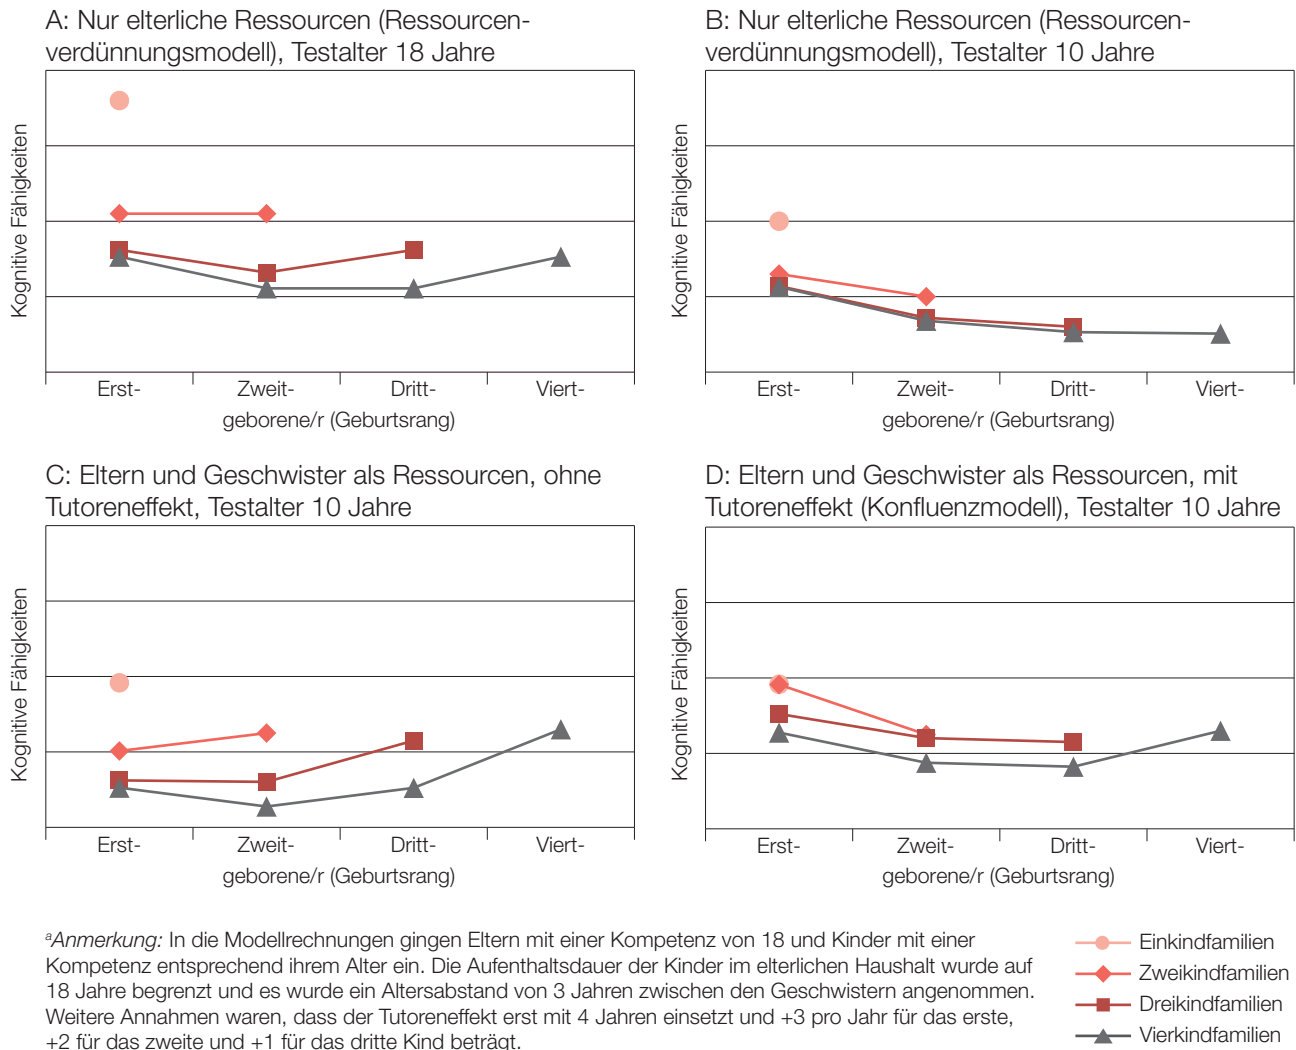 A: Nur elterliche Ressourcen (Ressourcen-
verdünnungsmodell), Testalter 18 Jahre
Kognitive Fähigkeiten
Erst- Zweit- Dritt- Viert-
geborene/r (Geburtsrang)
B: Nur elterliche Ressourcen (Ressourcen-
verdünnungsmodell), Testalter 10 Jahre
Kognitive Fähigkeiten
Erst- Zweit- Dritt- Viert-
geborene/r (Geburtsrang)
C: Eltern und Geschwister als Ressourcen, ohne
Tutoreneffekt, Testalter 10 Jahre
Kognitive Fähigkeiten
Erst- Zweit- Dritt- Viert-
geborene/r (Geburtsrang)
D: Eltern und Geschwister als Ressourcen, mit
Tutoreneffekt (Konfluenzmodell), Testalter 10 Jahre
Kognitive Fähigkeiten
Erst- Zweit- Dritt- Viert-
geborene/r (Geburtsrang)
aAnmerkung: In die Modellrechnungen gingen Eltern mit einer Kompetenz von 18 und Kinder mit einer
Kompetenz entsprechend ihrem Alter ein. Die Aufenthaltsdauer der Kinder im elterlichen Haushalt wurde auf
18 Jahre begrenzt und es wurde ein Altersabstand von 3 Jahren zwischen den Geschwistern angenommen.
Weitere Annahmen waren, dass der Tutoreneffekt erst mit 4 Jahren einsetzt und +3 pro Jahr für das erste,
+2 für das zweite und +1 für das dritte Kind beträgt.
Einkindfamilien
Zweikindfamilien
Dreikindfamilien
Vierkindfamilien